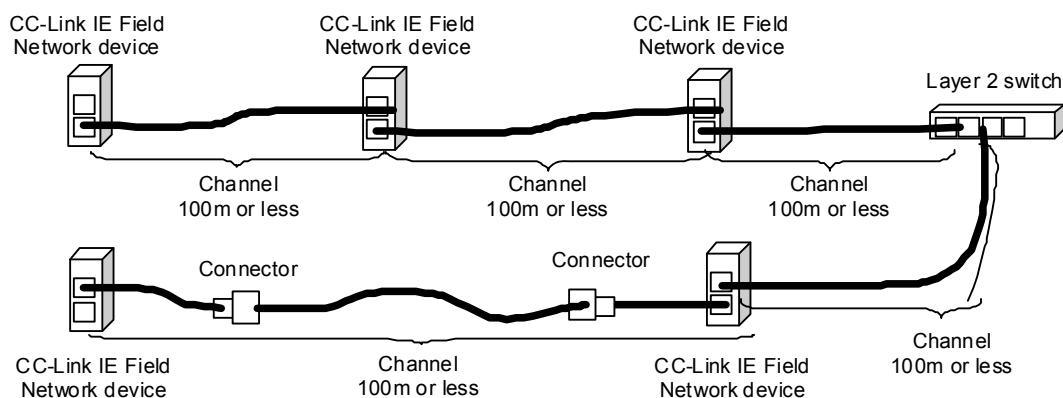 CC-Link IE Field
Network device
CC-Link IE Field
Network device
CC-Link IE Field
Network device
Layer 2 switch
Channel
100m or less
Channel
100m or less
Channel
100m or less
Connector
Connector
Channel
100m or less
CC-Link IE Field
Network device
Channel
100m or less
CC-Link IE Field
Network device